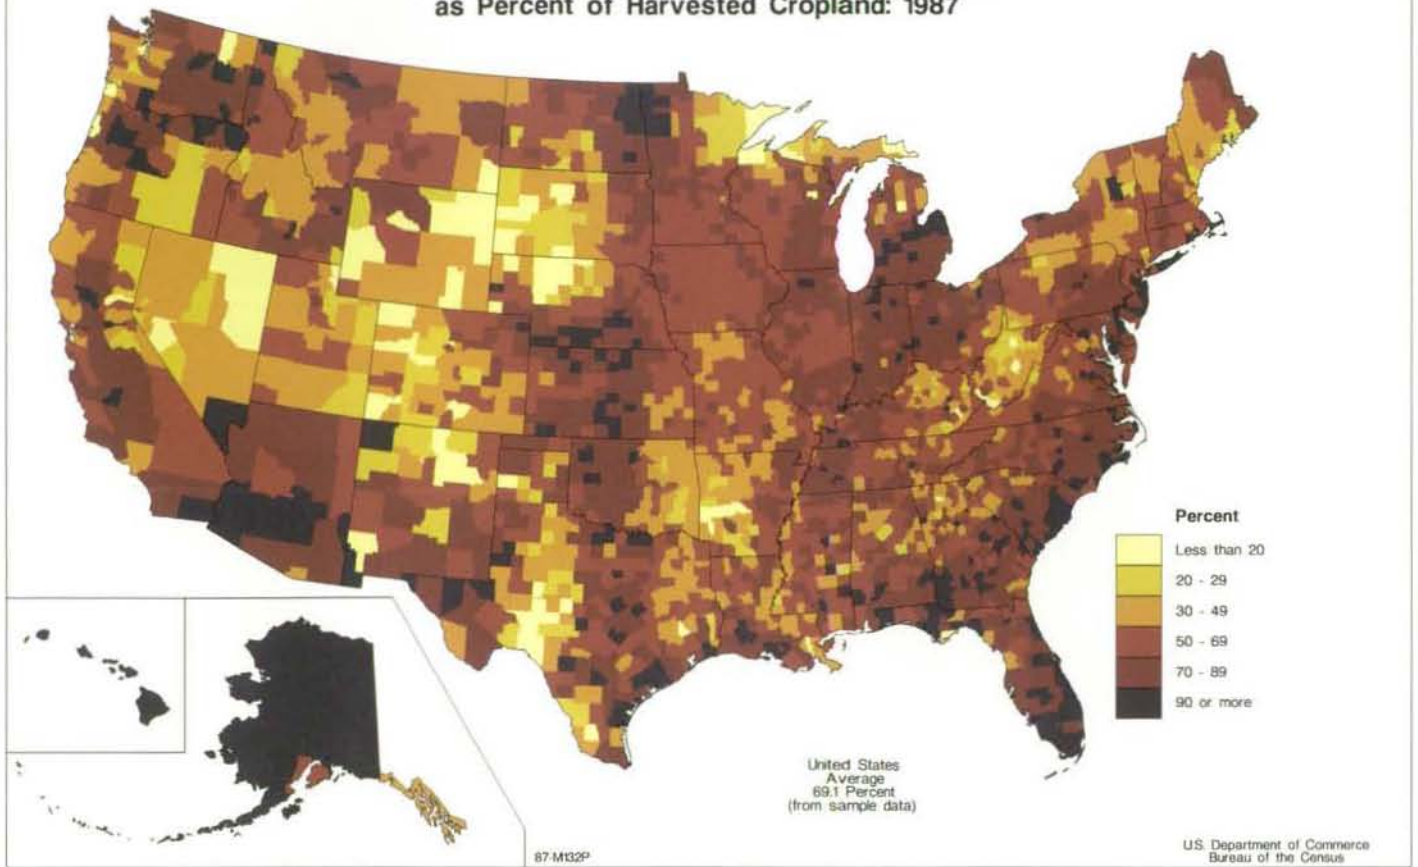 as Percent of Harvested Cropland: 1987
Percent
Less than 20
20 - 29
30 - 49
50 - 69
70 - 89
90 or more
United States
Average
69.1 Percent
(from sample data)
87-M132P
U.S. Department of Commerce
Bureau of the Census